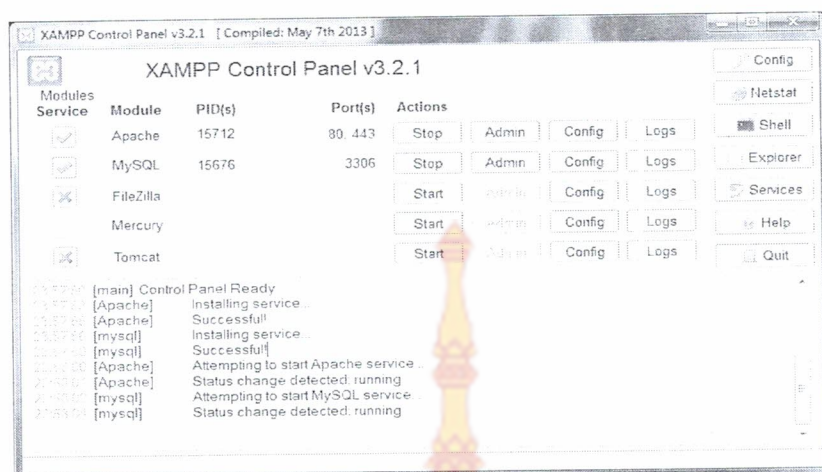 XAMPP Control Panel v3.2.1 [ Compiled: May 7th 2013 ]
XAMPP Control Panel v3.2.1
Config
Modules
Netstat
Service Module PID(s) Port(s) Actions
Apache 15712 80, 443 Stop Admin Config Logs
Shell
MySQL 15676 3306 Stop Admin Config Logs
Explorer
FileZilla Start Admin Config Logs
Services
Mercury Start Admin Config Logs
Help
Tomcat Start Admin Config Logs
Quit
[main] Control Panel Ready
[Apache] Installing service...
[Apache] Successful!
[mysql] Installing service...
[mysql] Successful!
[Apache] Attempting to start Apache service...
[Apache] Status change detected: running
[mysql] Attempting to start MySQL service...
[mysql] Status change detected: running